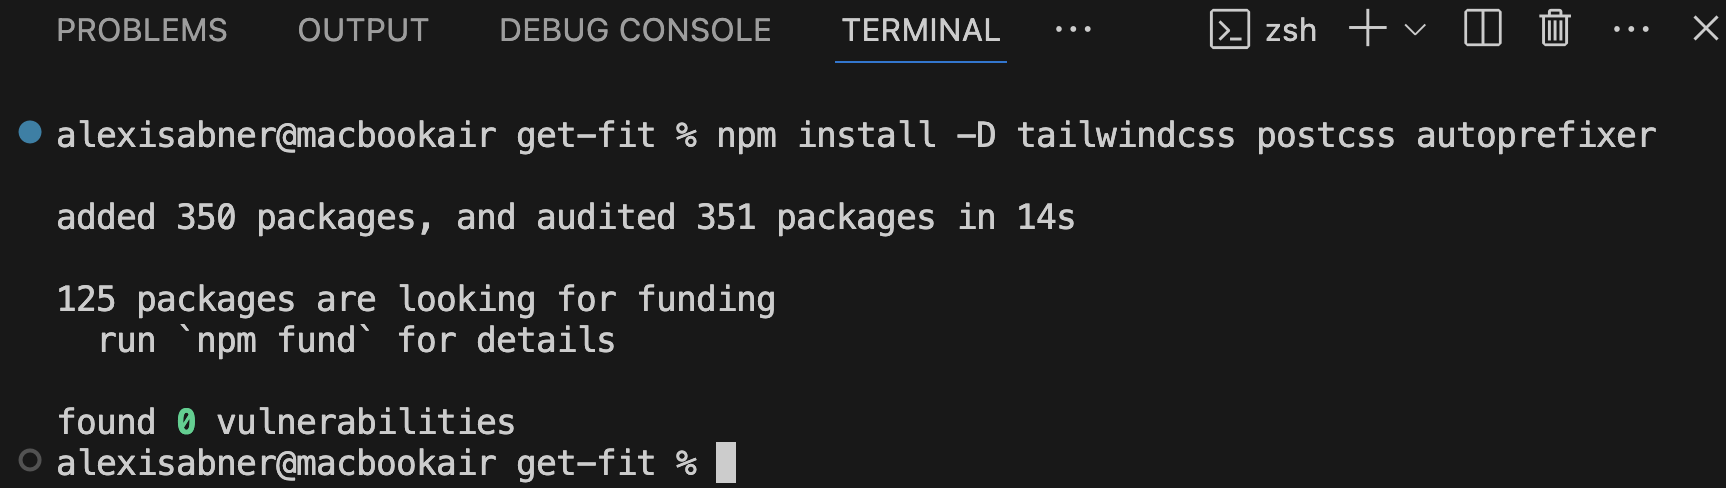 PROBLEMS OUTPUT DEBUG CONSOLE TERMINAL ··· zsh
alexisabner@macbookair get-fit % npm install -D tailwindcss postcss autoprefixer
added 350 packages, and audited 351 packages in 14s
125 packages are looking for funding
  run `npm fund` for details
found 0 vulnerabilities
alexisabner@macbookair get-fit %